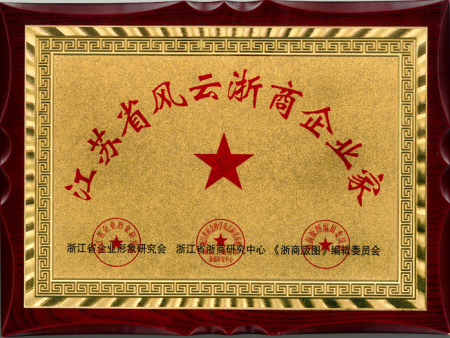 江苏省风云浙商企业家
浙江省企业形象研究会 浙江省浙商研究中心 《浙商版图》编辑委员会